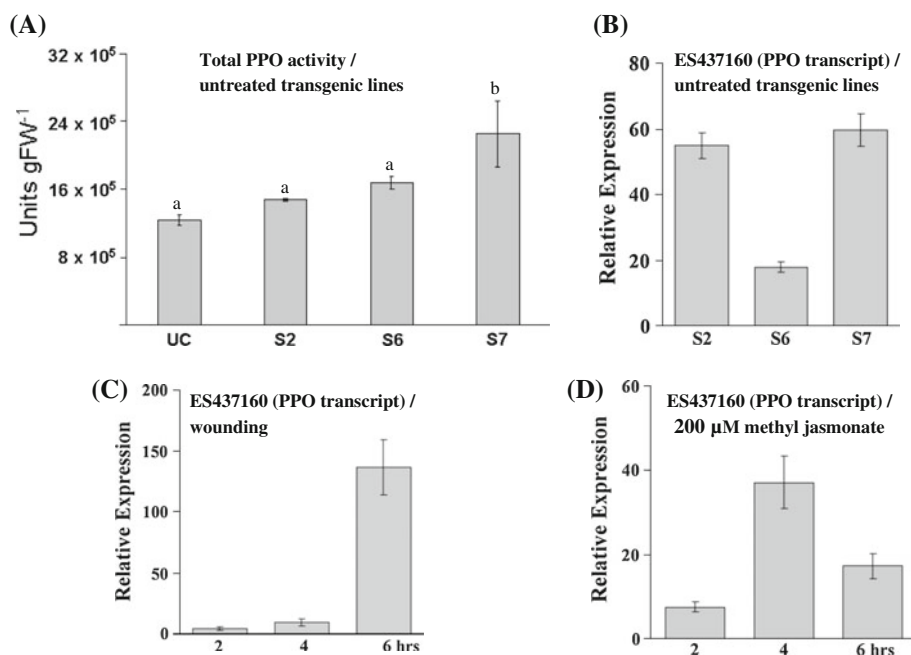 (A)
Total PPO activity /
untreated transgenic lines
Units gFW⁻¹
32 x 10⁵
24 x 10⁵
16 x 10⁵
8 x 10⁵
a
a
a
b
UC S2 S6 S7
(B)
ES437160 (PPO transcript) /
untreated transgenic lines
Relative Expression
80
60
40
20
0
S2 S6 S7
(C)
ES437160 (PPO transcript) /
wounding
Relative Expression
200
150
100
50
0
2 4 6 hrs
(D)
ES437160 (PPO transcript) /
200 µM methyl jasmonate
Relative Expression
60
40
20
0
2 4 6 hrs